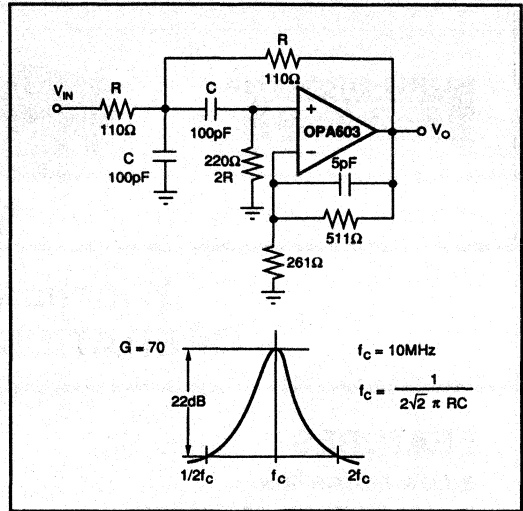 R
110Ω
V_IN
R
110Ω
C
100pF
+
OPA603
−
V_O
C
100pF
220Ω
2R
5pF
511Ω
261Ω
G = 70
22dB
f_C = 10MHz
f_C = 1 / 2√2 π RC
1/2f_C
f_C
2f_C